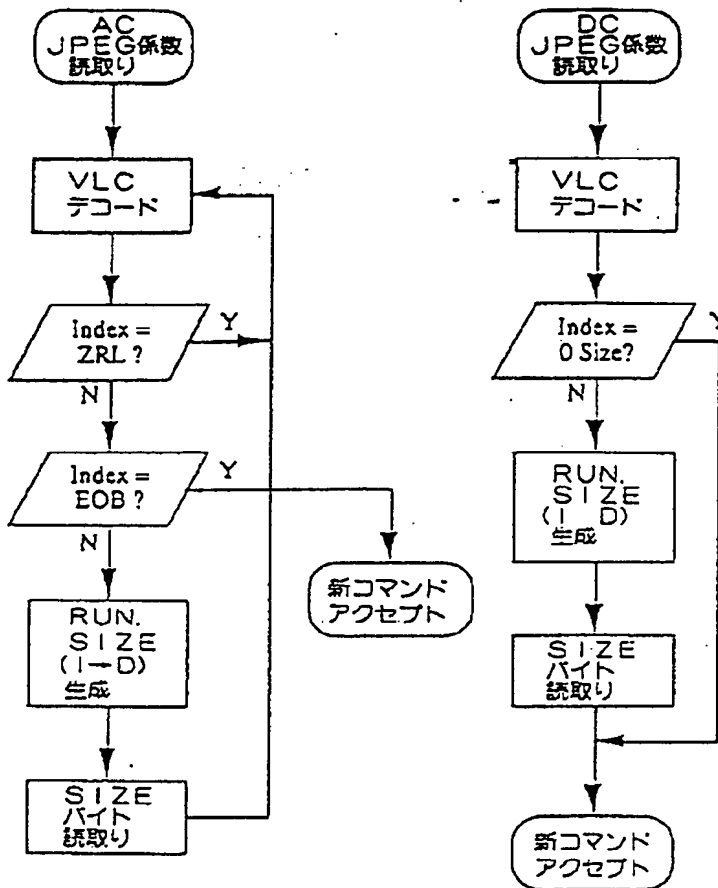 AC
JPEG係数
読取り
VLC
デコード
Index =
ZRL ?
Y
N
Index =
EOB ?
Y
N
新コマンド
アクセプト
RUN.
SIZE
(I→D)
生成
SIZE
バイト
読取り
DC
JPEG係数
読取り
VLC
デコード
Index =
0 Size?
Y
N
RUN.
SIZE
(I D)
生成
SIZE
バイト
読取り
新コマンド
アクセプト